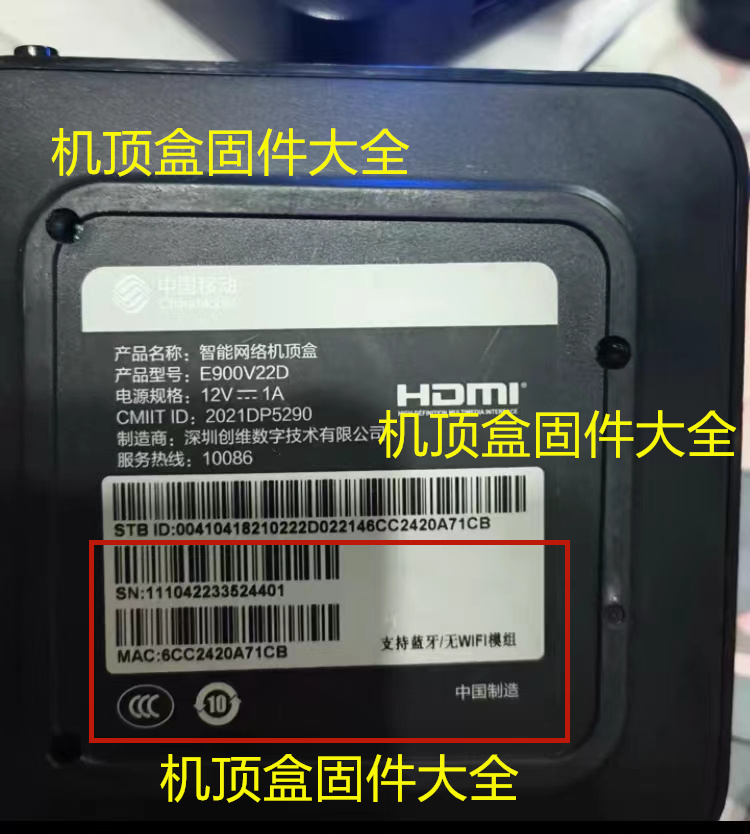 机顶盒固件大全
中国移动
China Mobile
产品名称：智能网络机顶盒
产品型号：E900V22D
电源规格：12V⎓1A
CMIIT ID：2021DP5290
制造商：深圳创维数字技术有限公司
服务热线：10086
HDMI®
HIGH-DEFINITION MULTIMEDIA INTERFACE
机顶盒固件大全
STB ID:00410418210222D022146CC2420A71CB
SN:111042233524401
MAC:6CC2420A71CB
支持蓝牙/无WIFI模组
CCC
10
中国制造
机顶盒固件大全